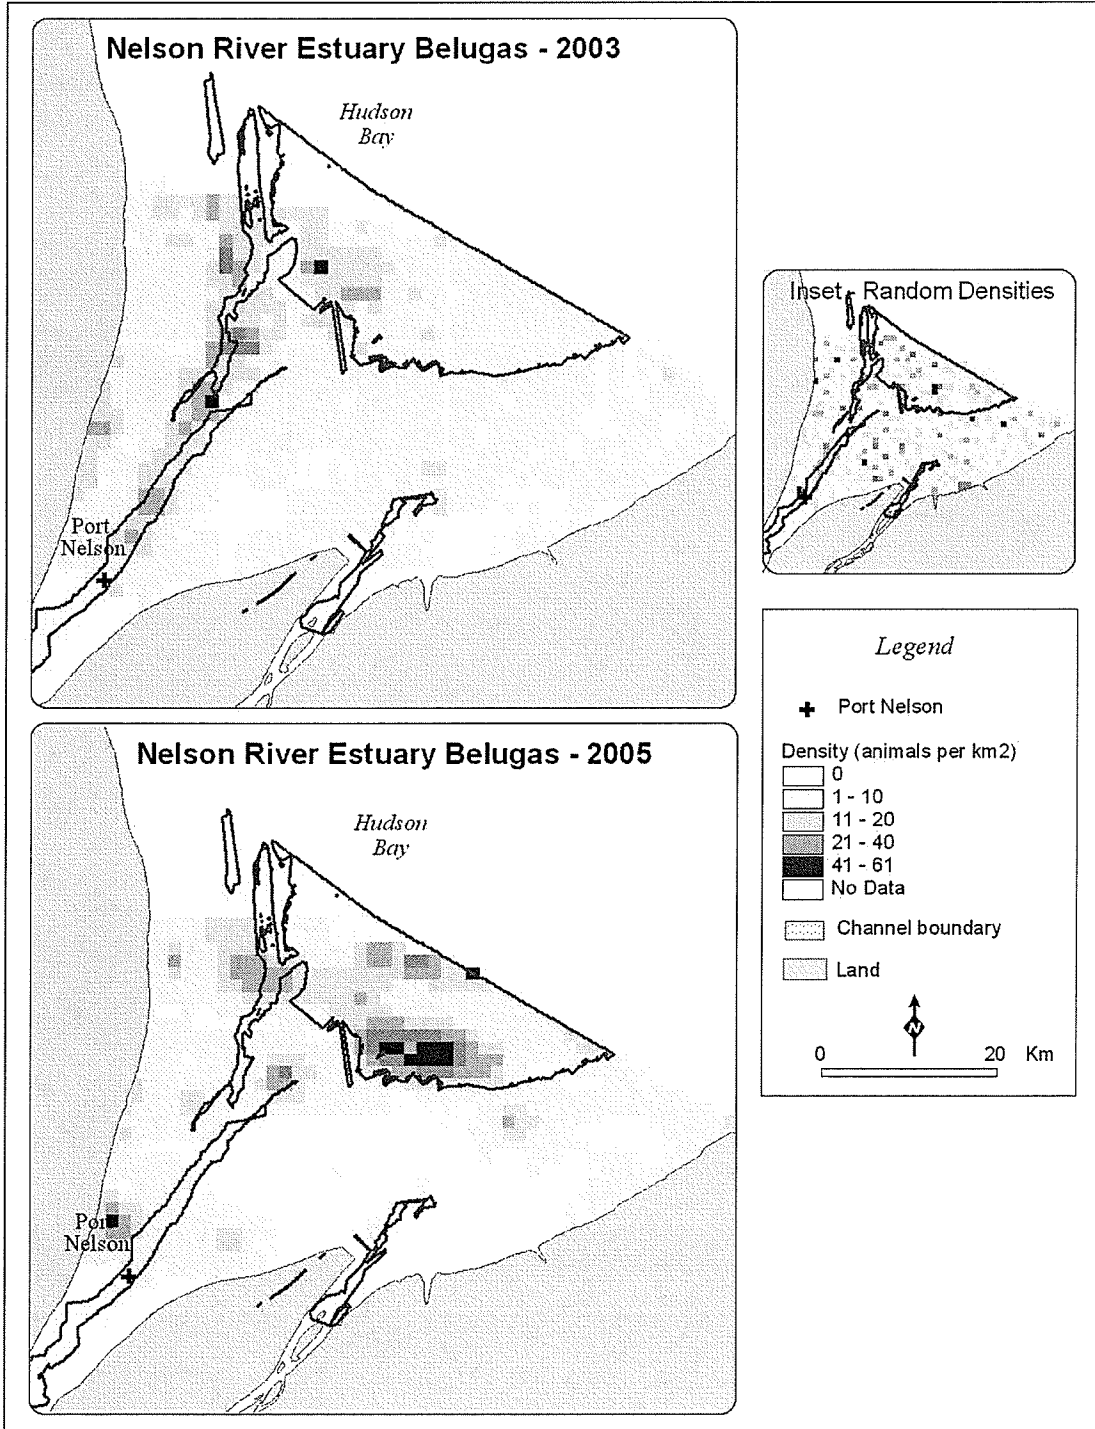 Nelson River Estuary Belugas - 2003
Hudson
Bay
Port
Nelson
Inset - Random Densities
Legend
Port Nelson
Density (animals per km2)
0
1 - 10
11 - 20
21 - 40
41 - 61
No Data
Channel boundary
Land
N
0 20 Km
Nelson River Estuary Belugas - 2005
Hudson
Bay
Port
Nelson